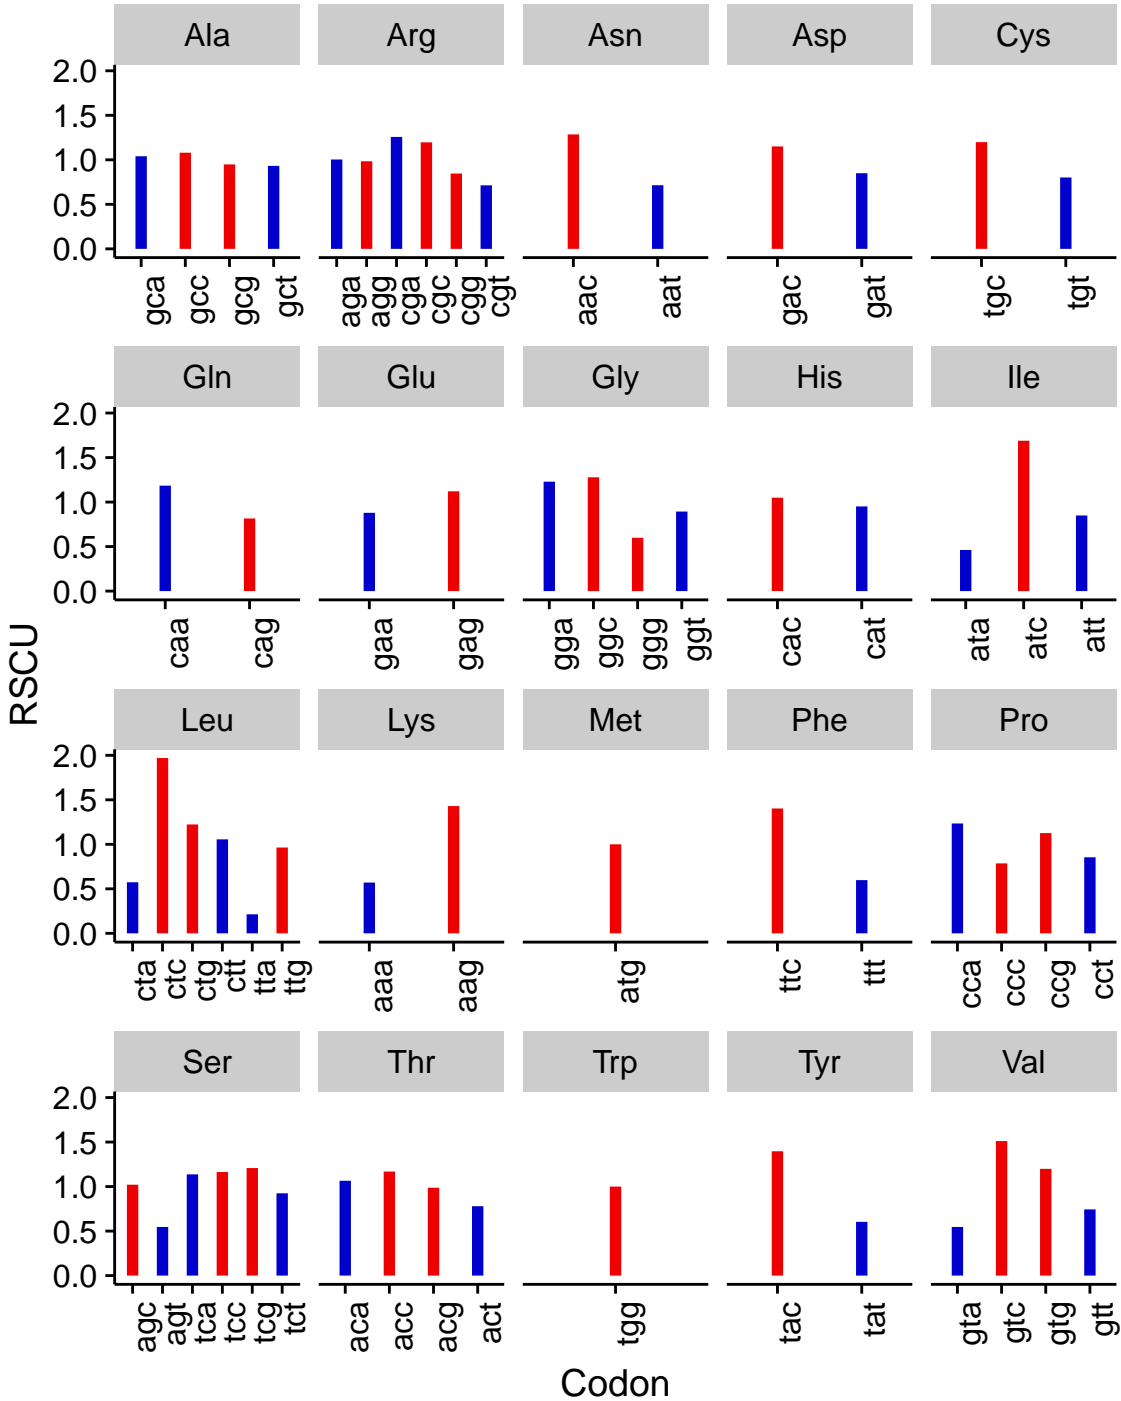 Ala Arg Asn Asp Cys
2.0
1.5
1.0
0.5
0.0
gca gcc gcg gct aga agg cga cgc cgg cgt aac aat gac gat tgc tgt
Gln Glu Gly His Ile
2.0
1.5
1.0
0.5
0.0
caa cag gaa gag gga ggc ggg ggt cac cat ata atc att
RSCU
Leu Lys Met Phe Pro
2.0
1.5
1.0
0.5
0.0
cta ctc ctg ctt tta ttg aaa aag atg ttc ttt cca ccc ccg cct
Ser Thr Trp Tyr Val
2.0
1.5
1.0
0.5
0.0
agc agt tca tcc tcg tct aca acc acg act tgg tac tat gta gtc gtg gtt
Codon